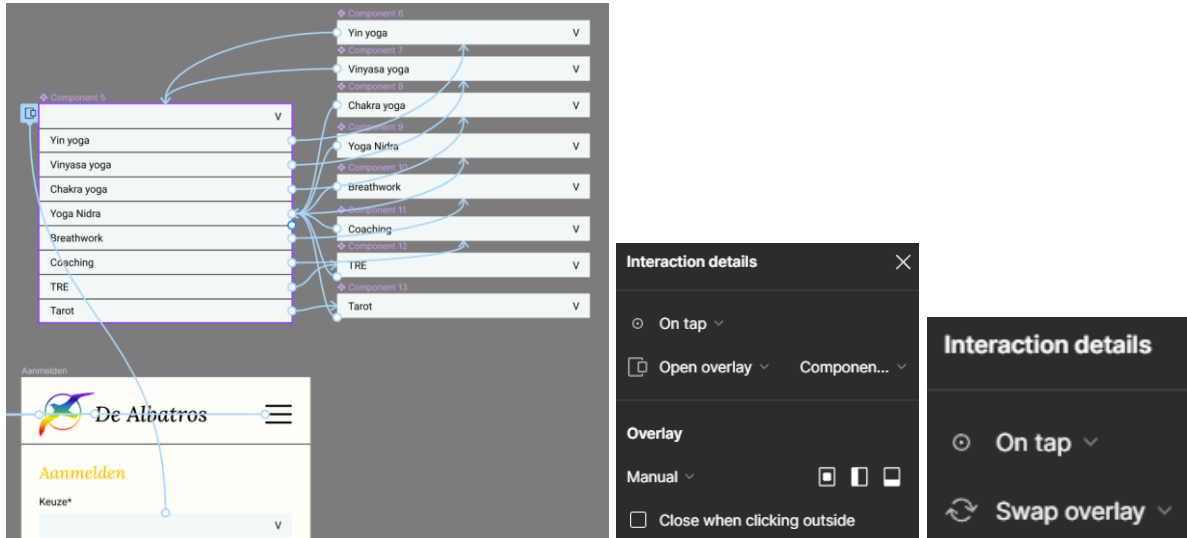 Component 6
Yin yoga V
Component 7
Vinyasa yoga V
Component 8
Chakra yoga V
Component 9
Yoga Nidra V
Component 10
Breathwork V
Component 11
Coaching V
Component 12
TRE V
Component 13
Tarot V
Component 5
V
Yin yoga
Vinyasa yoga
Chakra yoga
Yoga Nidra
Breathwork
Coaching
TRE
Tarot
Aanmelden
De Albatros
Aanmelden
Keuze*
V
Interaction details
On tap
Open overlay Componen...
Overlay
Manual
Close when clicking outside
Interaction details
On tap
Swap overlay